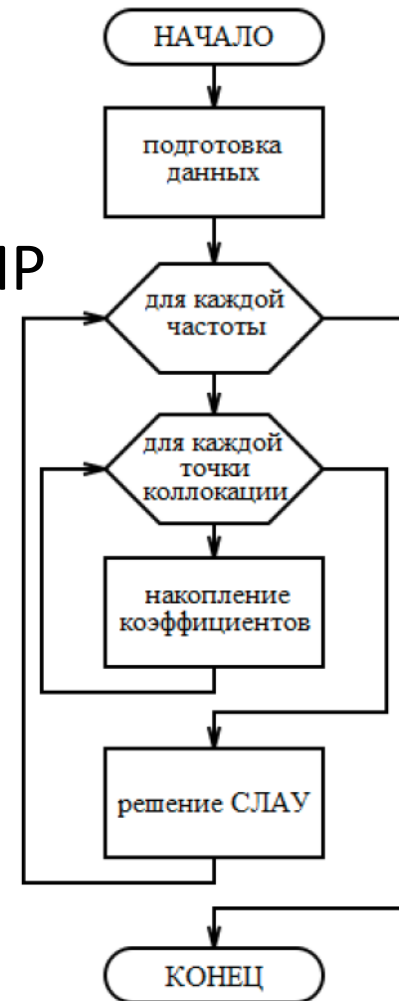 НАЧАЛО
подготовка
данных
для каждой
частоты
для каждой
точки
коллокации
накопление
коэффициентов
решение СЛАУ
КОНЕЦ